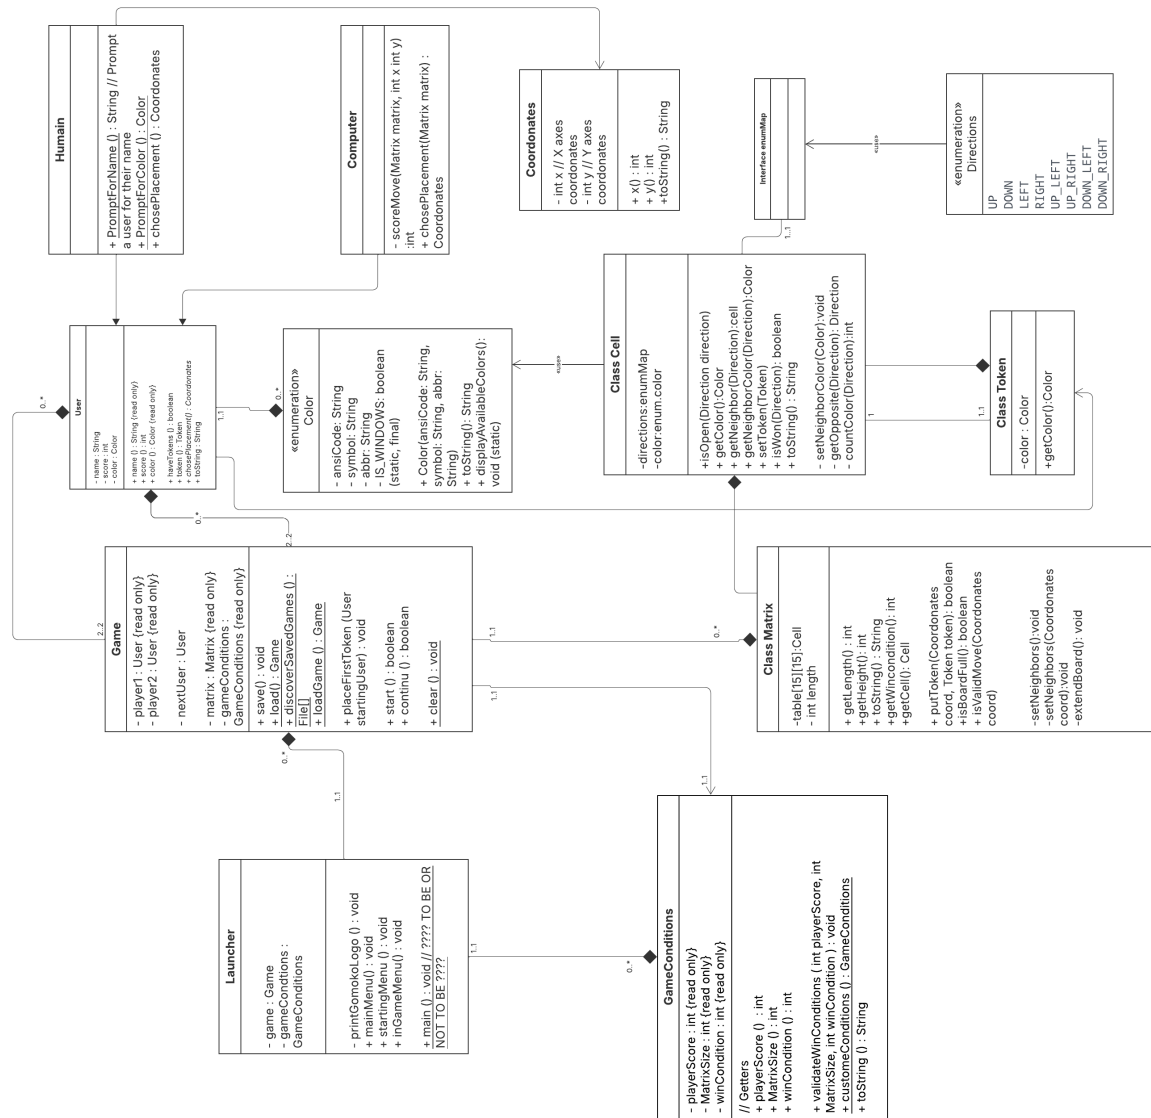 Humain
+ PromptForName () : String // Prompt
a user for their name
+ PromptForColor () : Color
+ chosePlacement () : Coordonates
Computer
- scoreMove(Matrix matrix, int x int y)
:int
+ chosePlacement(Matrix matrix) :
Coordonates
Coordonates
- int x // X axes
coordonates
- int y // Y axes
coordonates
+ x() : int
+ y() : int
+toString() : String
Interface enumMap
«use»
«enumeration»
Directions
UP
DOWN
LEFT
RIGHT
UP_LEFT
UP_RIGHT
DOWN_LEFT
DOWN_RIGHT
0..*
User
- name : String
- score : int
- color : Color
+ name () : String {read only}
+ score () : int
+ color () : Color {read only}
+ haveTokens () : boolean
+ token () : Token
+ chosePlacement() : Coordonates
+ toString : String
1..1
0..*
«enumeration»
Color
- ansiCode: String
- symbol: String
- abbr: String
- IS_WINDOWS: boolean
(static, final)
+ Color(ansiCode: String,
symbol: String, abbr:
String)
+ toString(): String
+ displayAvailableColors():
void (static)
«use»
Class Cell
-directions:enumMap
-color:enum.color
+isOpen(Direction direction)
+ getColor():Color
+ getNeighbor(Direction):cell
+ getNeighborColor(Direction):Color
+ setToken(Token)
+ isWon(Direction): boolean
+ toString() : String
- setNeighborColor(Color):void
- getOpposite(Direction): Direction
- countColor(Direction):int
1..1
1
1..1
Class Token
-color : Color
+getColor():Color
0..*
2..2
2..2
Game
- player1 : User {read only}
- player2 : User {read only}
- nextUser : User
- matrix : Matrix {read only}
- gameConditions :
GameConditions {read only}
+ save() : void
+ load() : Game
+ discoverSavedGames () :
File[]
+ loadGame () : Game
+ placeFirstToken (User
startingUser) : void
+ start () : boolean
+ continu () : boolean
+ clear () : void
1..1
0..*
1..1
1..1
Class Matrix
-table[15][15]:Cell
- int length
+ getLength() : int
+getHeight(): int
+ toString() : String
+getWincondition(): int
+getCell(): Cell
+ putToken(Coordonates
coord, Token token): boolean
+isBoardFull(): boolean
+ isValidMove(Coordonates
coord)
-setNeighbors():void
-setNeighbors(Coordonates
coord):void
-extendBoard(): void
0..*
1..1
Launcher
- game : Game
- gameCondtions :
GameConditions
- printGomokoLogo () : void
+ mainMenu() : void
+ startingMenu () : void
+ inGameMenu() : void
+ main () : void // ???? TO BE OR
NOT TO BE ????
1..1
0..*
GameConditions
- playerScore : int {read only}
- MatrixSize : int {read only}
- winCondition : int {read only}
// Getters
+ playerScore () : int
+ MatrixSize () : int
+ winCondition () : int
+ validateWinConditions ( int playerScore, int
MatrixSize, int winCondition ) : void
+ customeConditions () : GameConditions
+ toString () : String